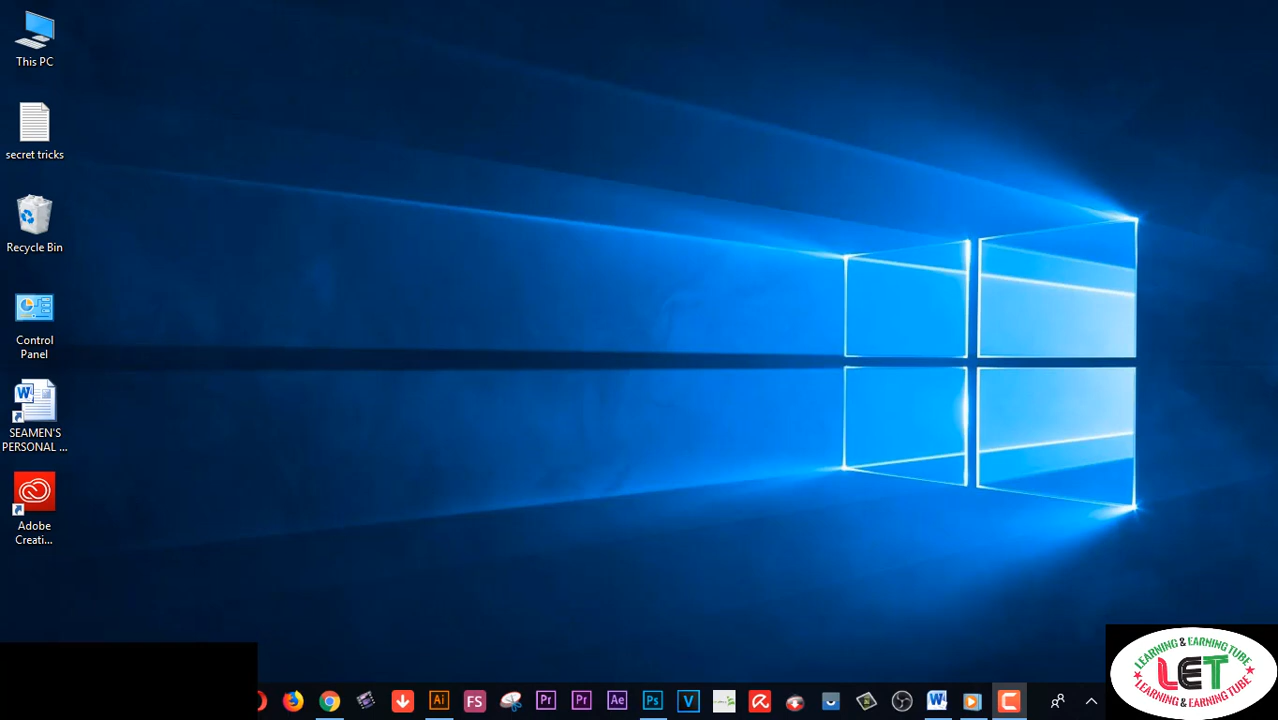 This PC
secret tricks
Recycle Bin
Control
Panel
SEAMEN'S
PERSONAL ...
Adobe
Creati...
Ai
FS
Pr
Pr
Ae
Ps
V
W
C
LEARNING & EARNING TUBE
LET
LEARNING & EARNING TUBE